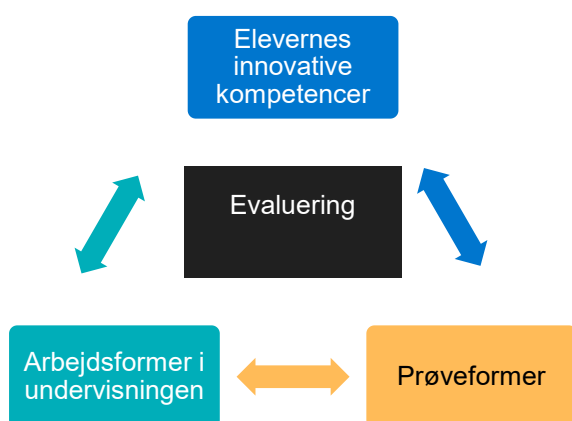 Elevernes
innovative
kompetencer
Evaluering
Arbejdsformer i
undervisningen
Prøveformer